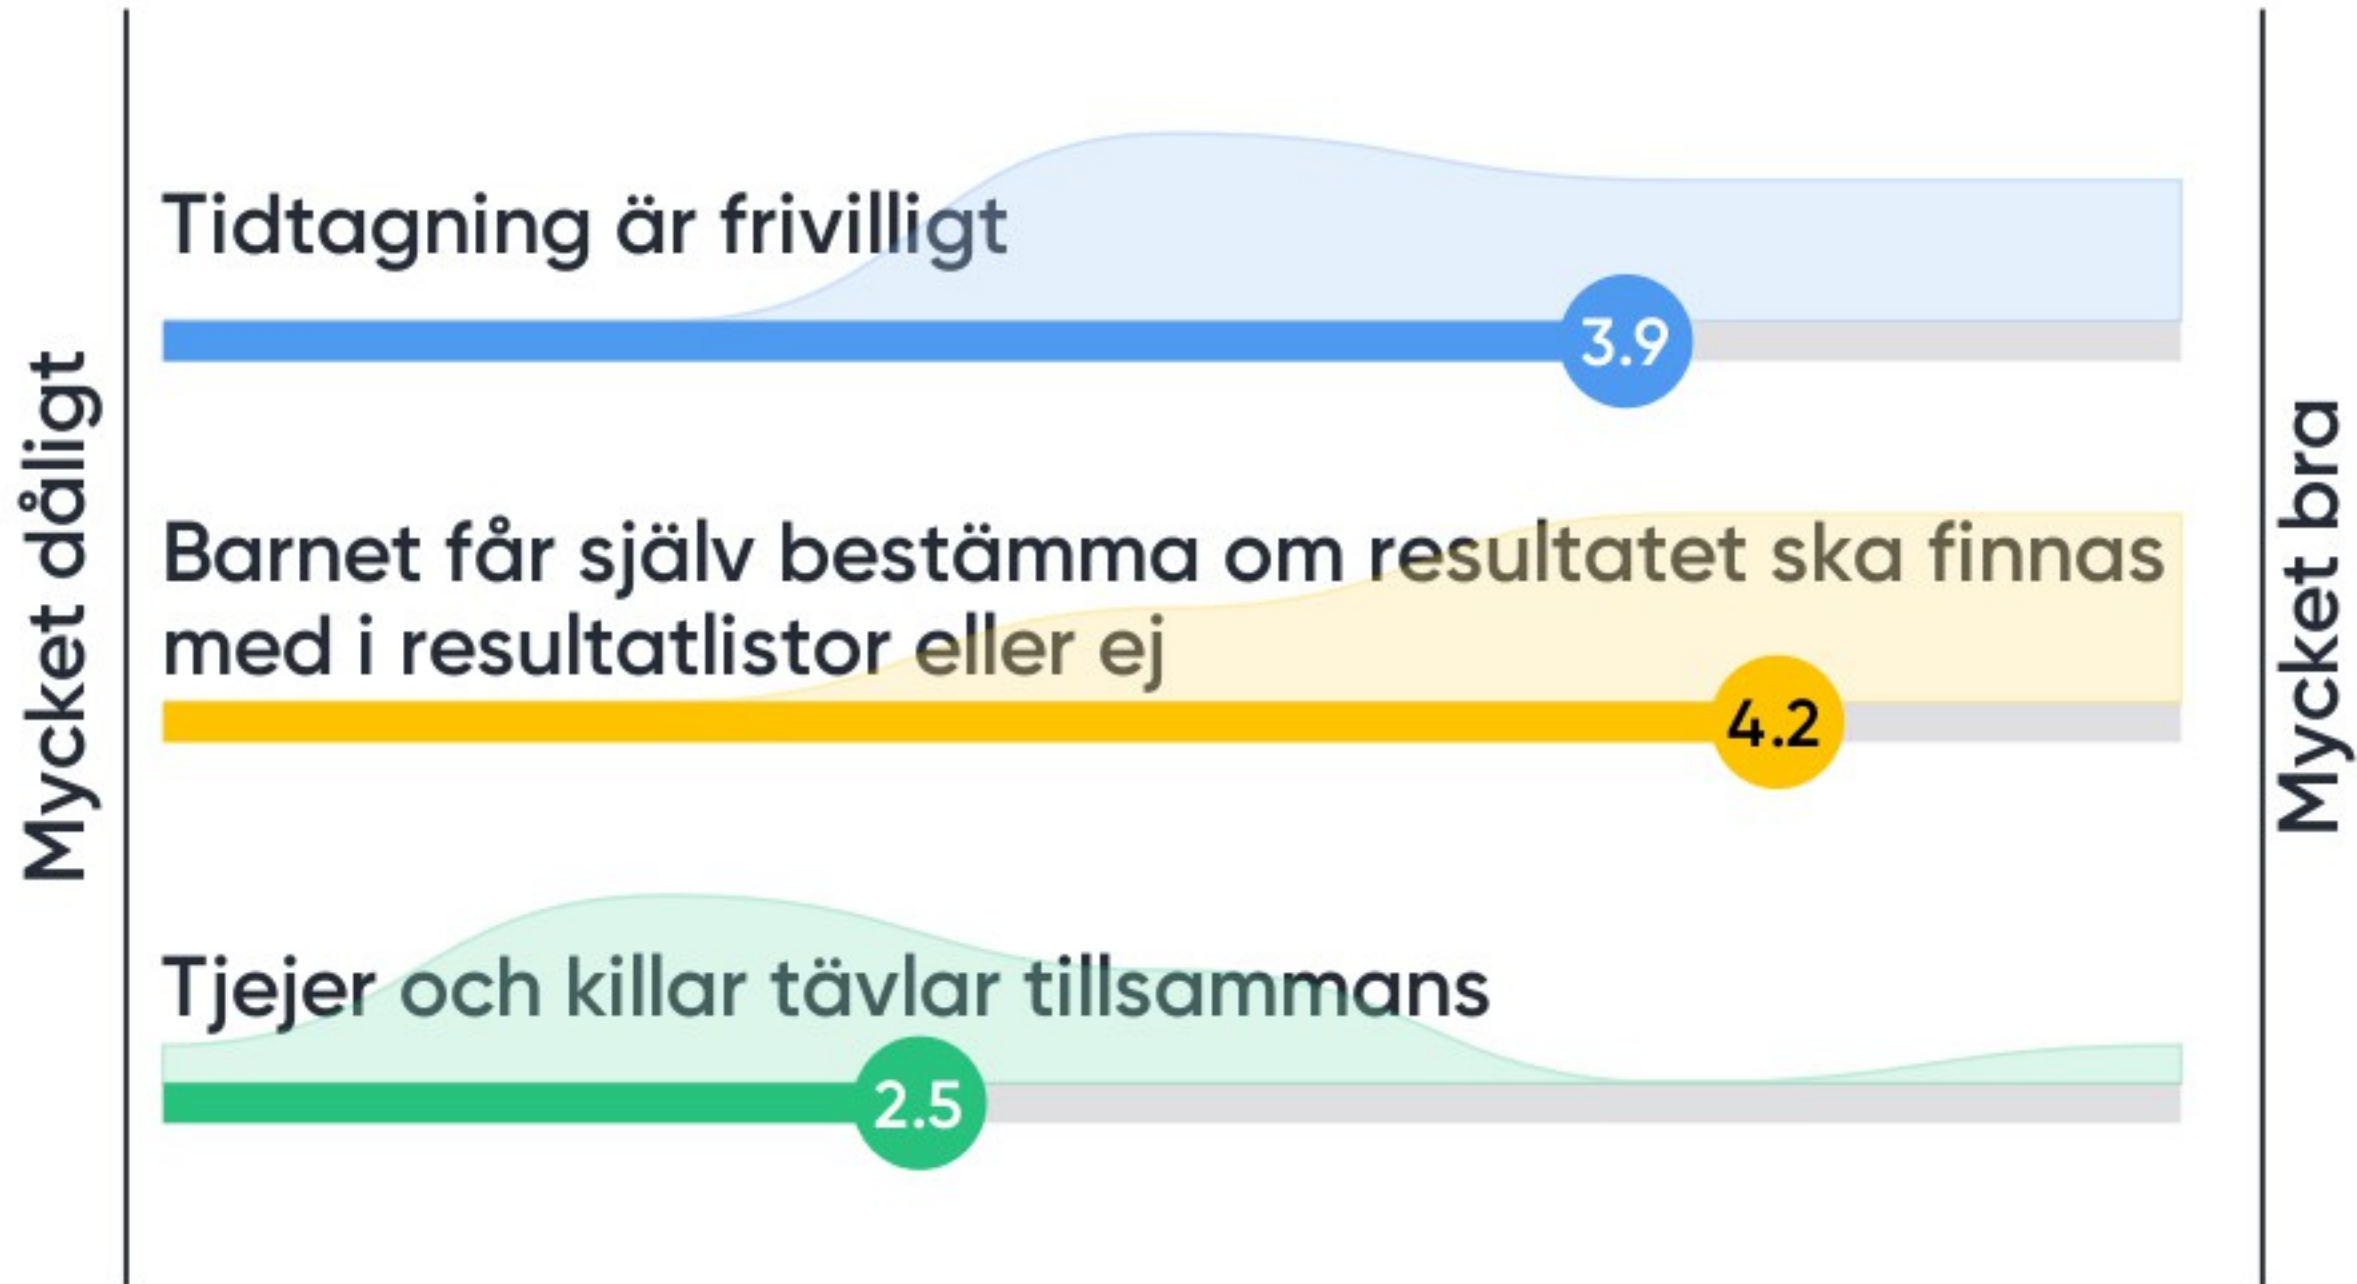 Mycket dåligt
Tidtagning är frivilligt
3.9
Barnet får själv bestämma om resultatet ska finnas
med i resultatlistor eller ej
4.2
Tjejer och killar tävlar tillsammans
2.5
Mycket bra